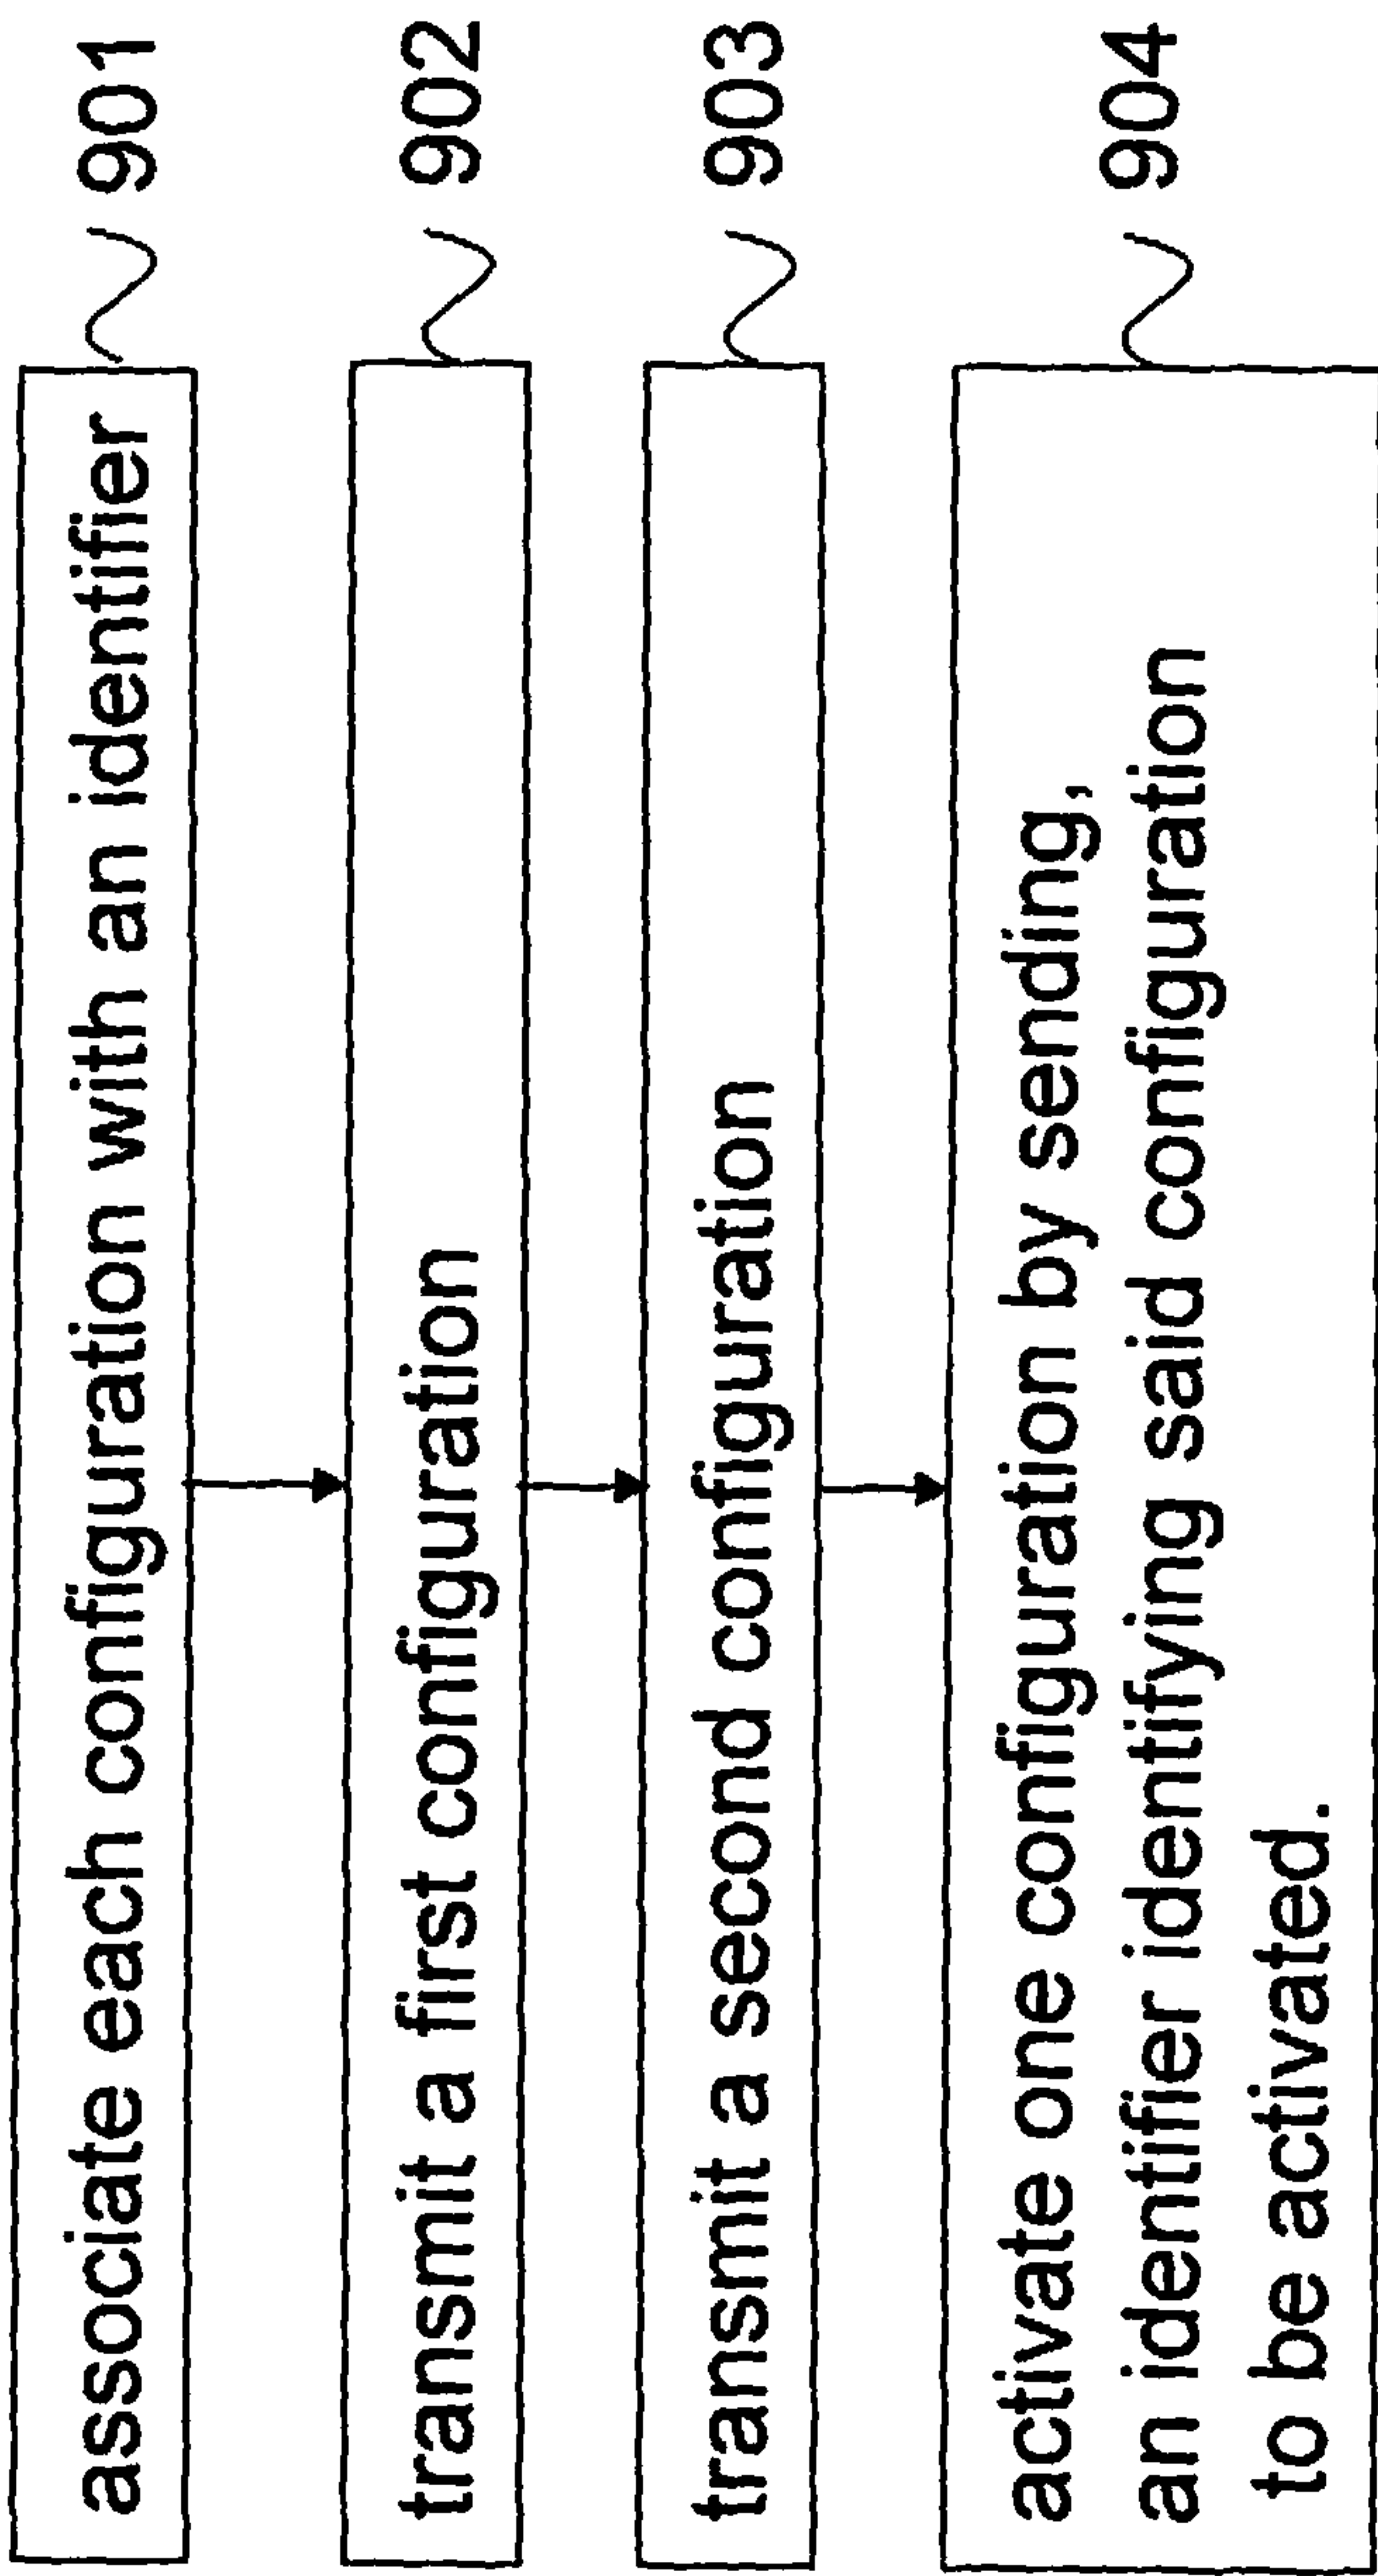 associate each configuration with an identifier
901
transmit a first configuration
902
transmit a second configuration
903
activate one configuration by sending,
an identifier identifying said configuration
to be activated.
904